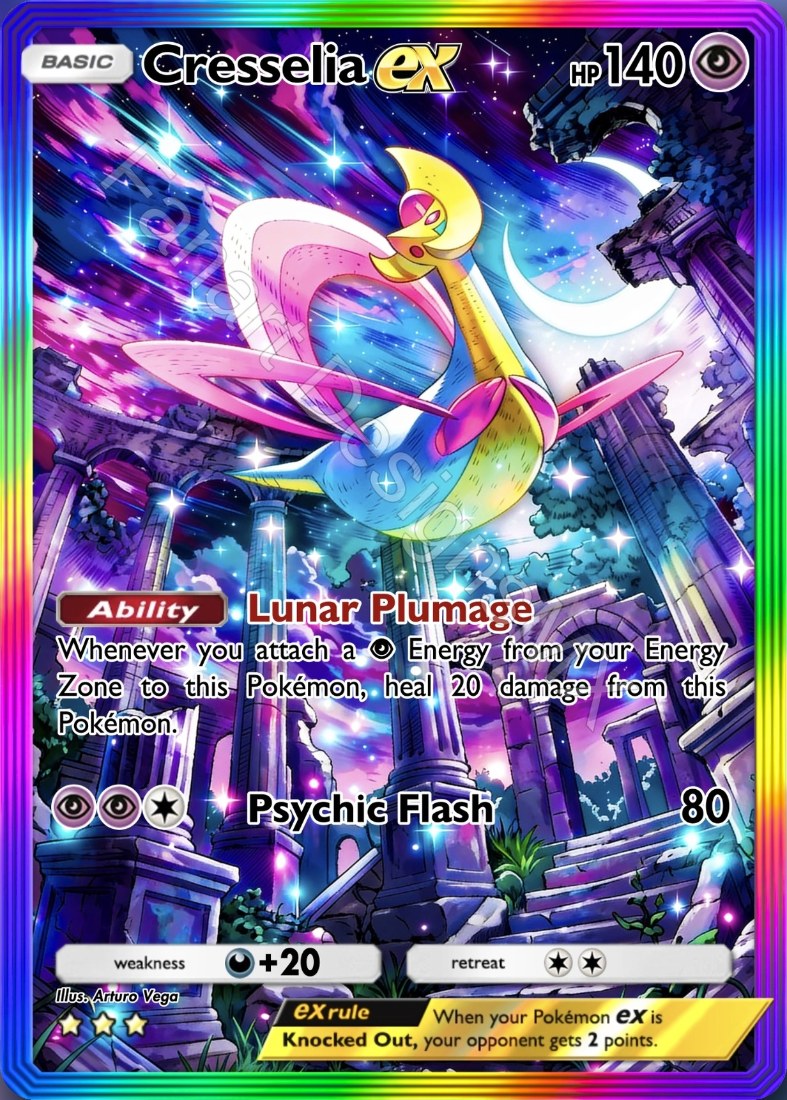 BASIC Cresselia ex HP 140
Ability Lunar Plumage
Whenever you attach a Energy from your Energy
Zone to this Pokémon, heal 20 damage from this
Pokémon.
Psychic Flash 80
weakness +20 retreat
Illus. Arturo Vega
ex rule When your Pokémon ex is
Knocked Out, your opponent gets 2 points.